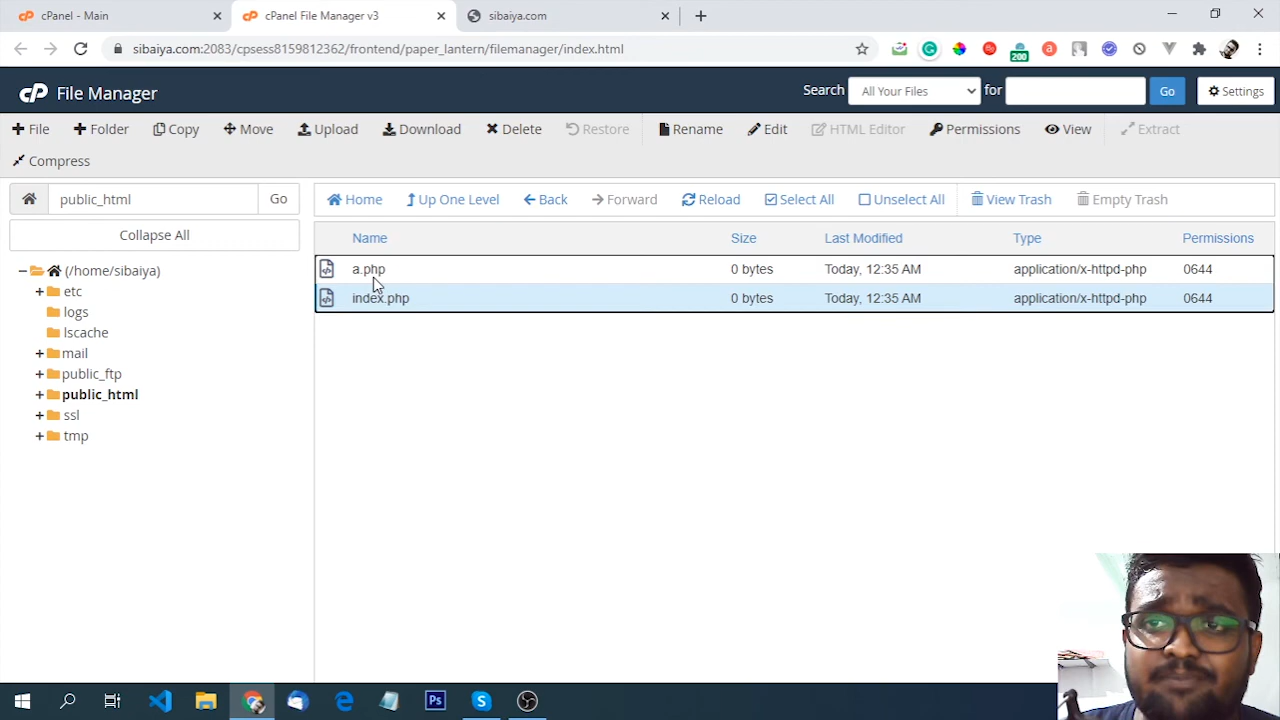 cPanel - Main
cPanel File Manager v3
sibaiya.com
sibaiya.com:2083/cpsess8159812362/frontend/paper_lantern/filemanager/index.html
200
cP File Manager
Search All Your Files for Go Settings
File Folder Copy Move Upload Download Delete Restore Rename Edit HTML Editor Permissions View Extract
Compress
public_html Go
Home Up One Level Back Forward Reload Select All Unselect All View Trash Empty Trash
Collapse All
Name Size Last Modified Type Permissions
a.php 0 bytes Today, 12:35 AM application/x-httpd-php 0644
index.php 0 bytes Today, 12:35 AM application/x-httpd-php 0644
(/home/sibaiya)
etc
logs
lscache
mail
public_ftp
public_html
ssl
tmp
Ps